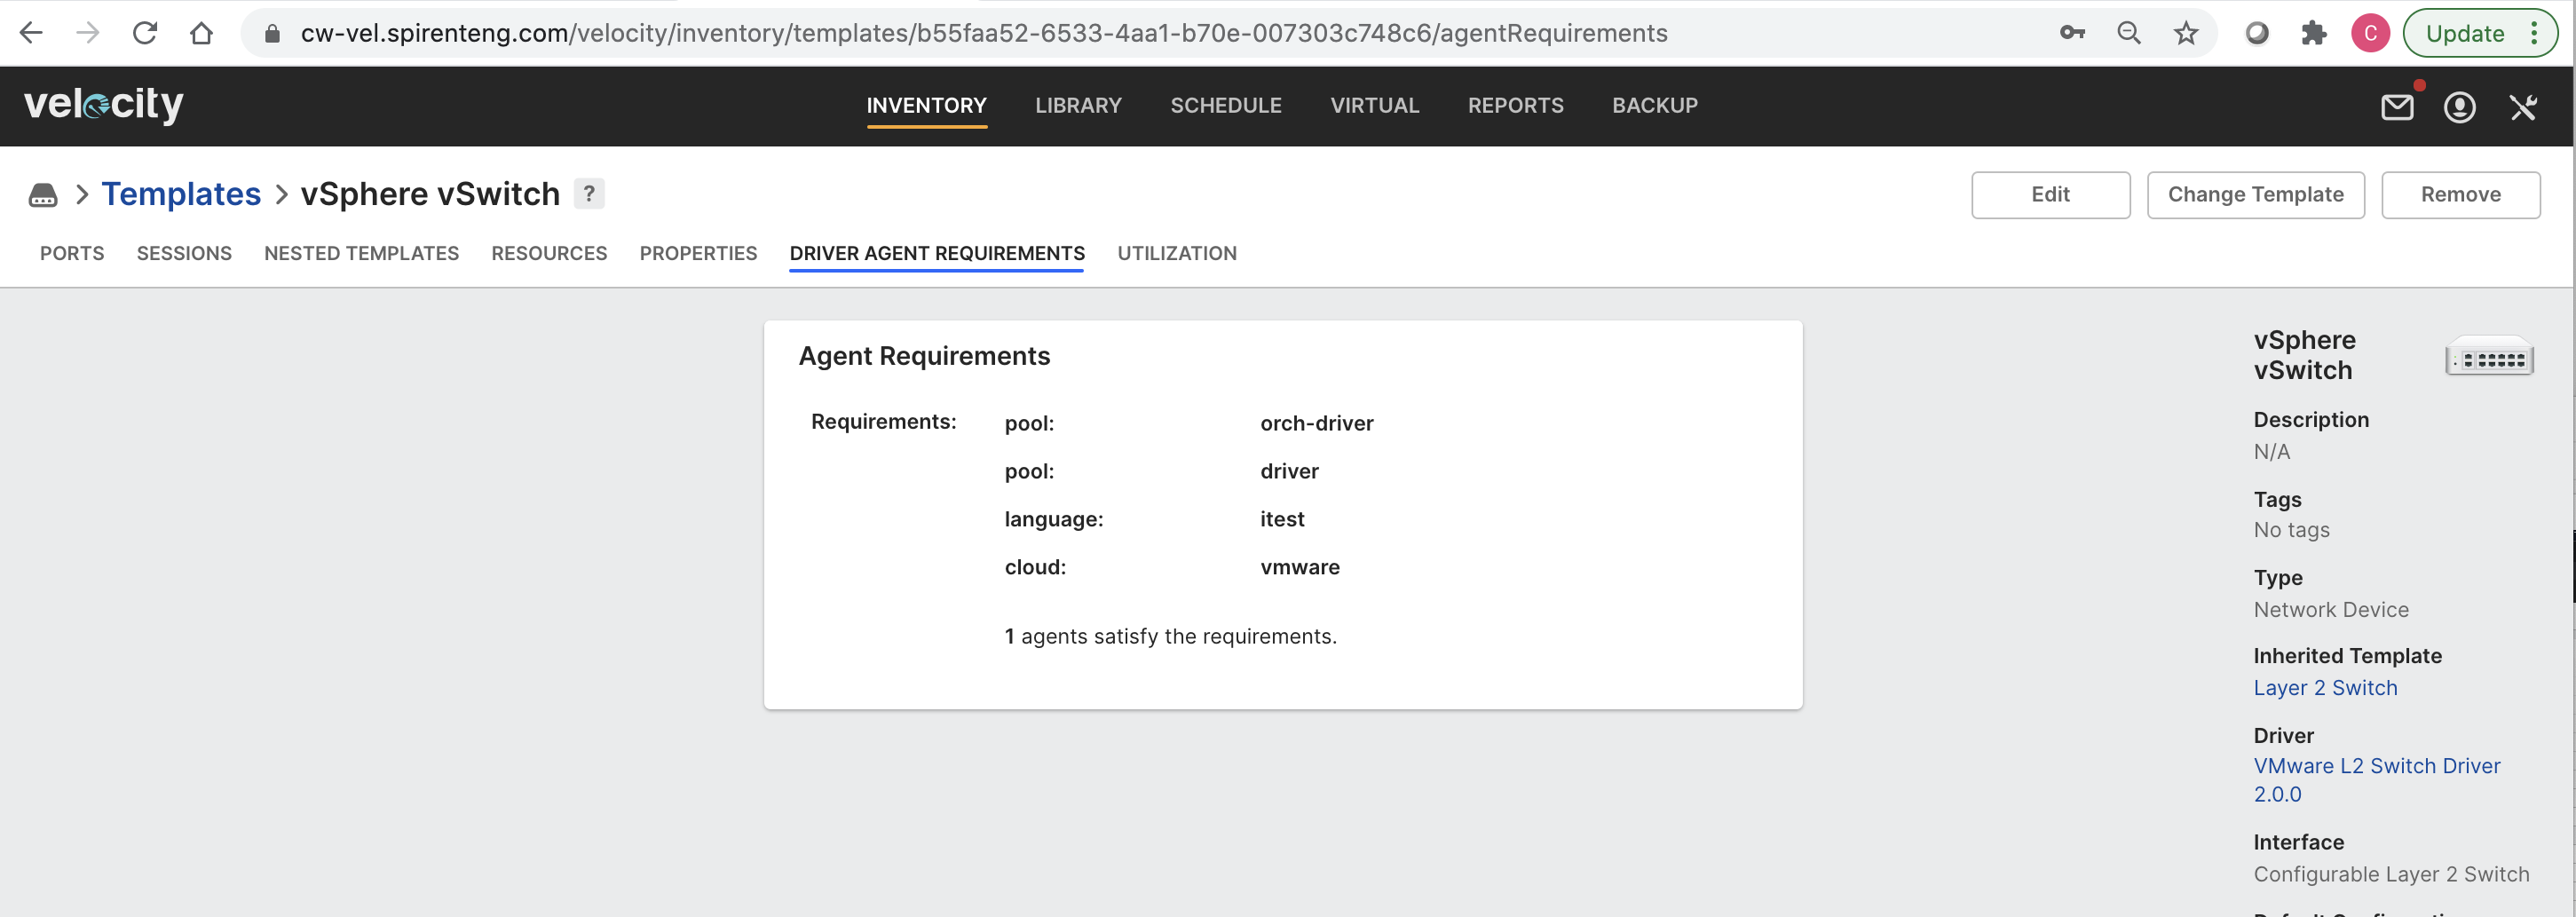 cw-vel.spirenteng.com/velocity/inventory/templates/b55faa52-6533-4aa1-b70e-007303c748c6/agentRequirements
C
Update
velocity
INVENTORY LIBRARY SCHEDULE VIRTUAL REPORTS BACKUP
> Templates > vSphere vSwitch ?
Edit Change Template Remove
PORTS SESSIONS NESTED TEMPLATES RESOURCES PROPERTIES DRIVER AGENT REQUIREMENTS UTILIZATION
Agent Requirements
Requirements: pool: orch-driver
pool: driver
language: itest
cloud: vmware
1 agents satisfy the requirements.
vSphere
vSwitch
Description
N/A
Tags
No tags
Type
Network Device
Inherited Template
Layer 2 Switch
Driver
VMware L2 Switch Driver
2.0.0
Interface
Configurable Layer 2 Switch